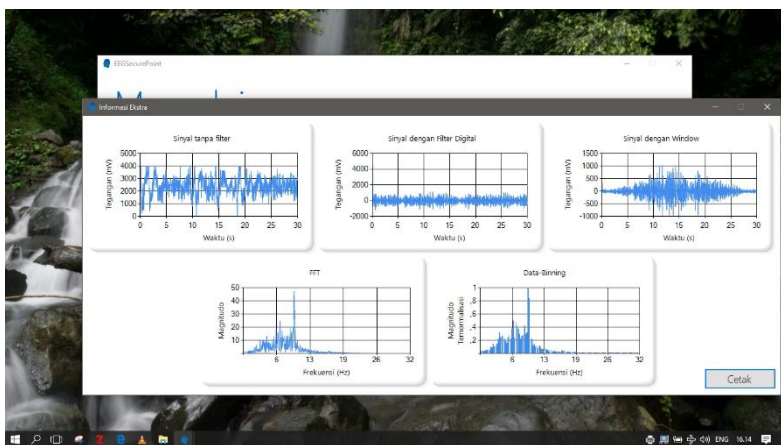 EEGSecurePoint
Informasi Ekstra
Sinyal tanpa filter
Tegangan (mV)
5000
4000
3000
2000
1000
0
0 5 10 15 20 25 30
Waktu (s)
Sinyal dengan Filter Digital
Tegangan (mV)
6000
4000
2000
0
-2000
0 5 10 15 20 25 30
Waktu (s)
Sinyal dengan Window
Tegangan (mV)
1500
1000
500
0
-500
-1000
0 5 10 15 20 25 30
Waktu (s)
FFT
Magnitudo
50
40
30
20
10
6 13 19 26 32
Frekuensi (Hz)
Data-Binning
Magnitudo
Ternormalisasi
1
.8
.6
.4
.2
6 13 19 26 32
Frekuensi (Hz)
Cetak
ENG 16.14